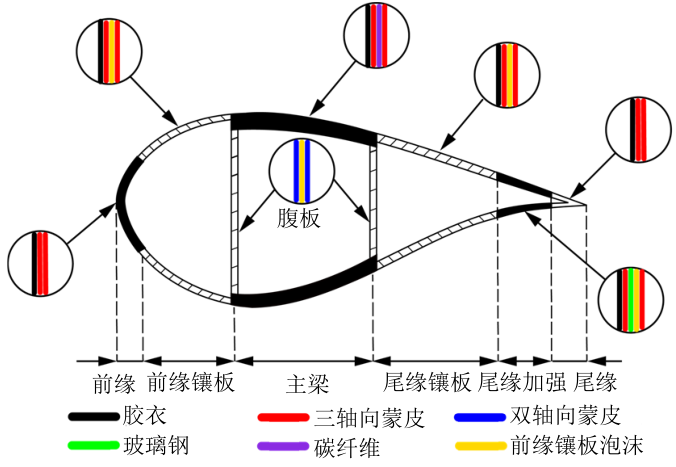 腹板
前缘 前缘镶板 主梁 尾缘镶板 尾缘加强 尾缘
胶衣 三轴向蒙皮 双轴向蒙皮
玻璃钢 碳纤维 前缘镶板泡沫